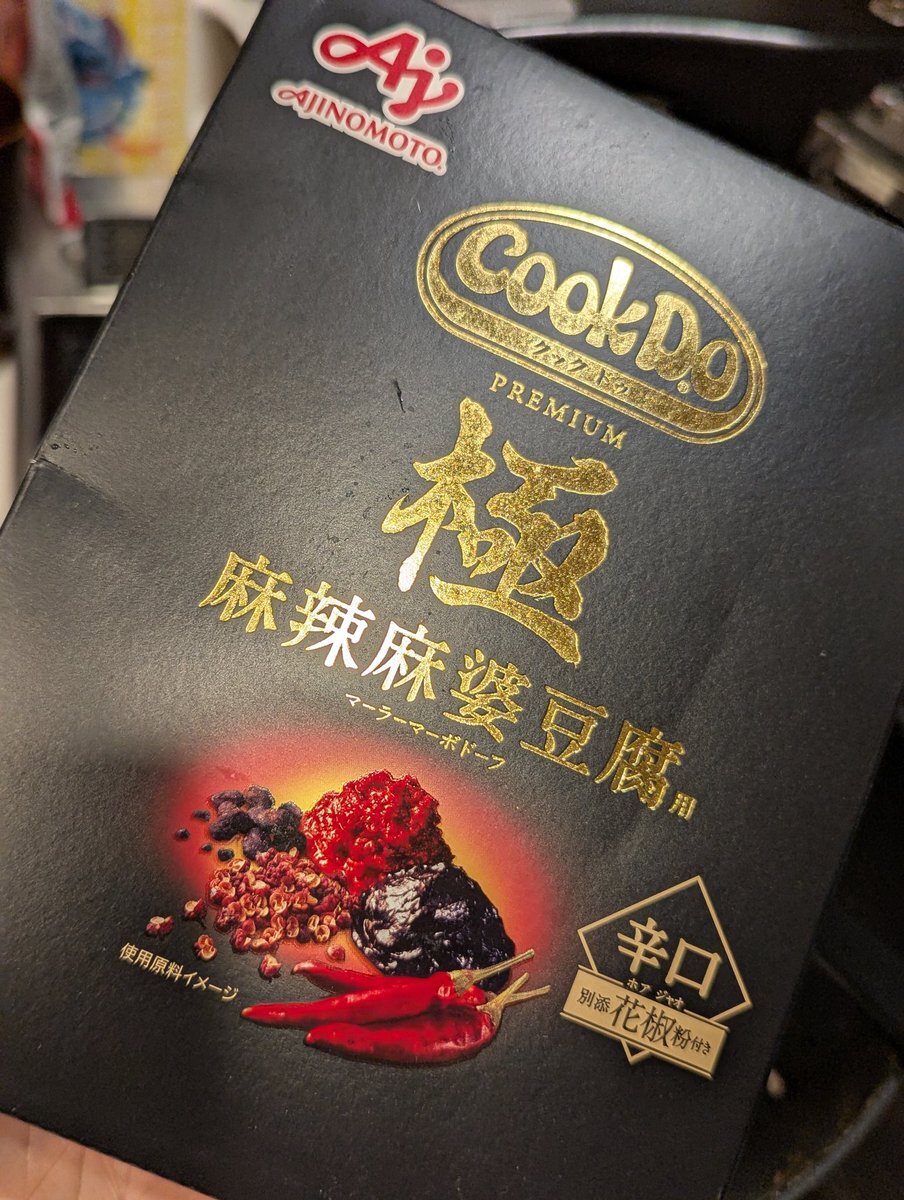 Aj
AJINOMOTO®
CookDo®
クック ドゥ
PREMIUM
極
麻辣麻婆豆腐用
マーラーマーボドーフ
使用原料イメージ
辛口
ホア ジャオ
別添花椒粉付き